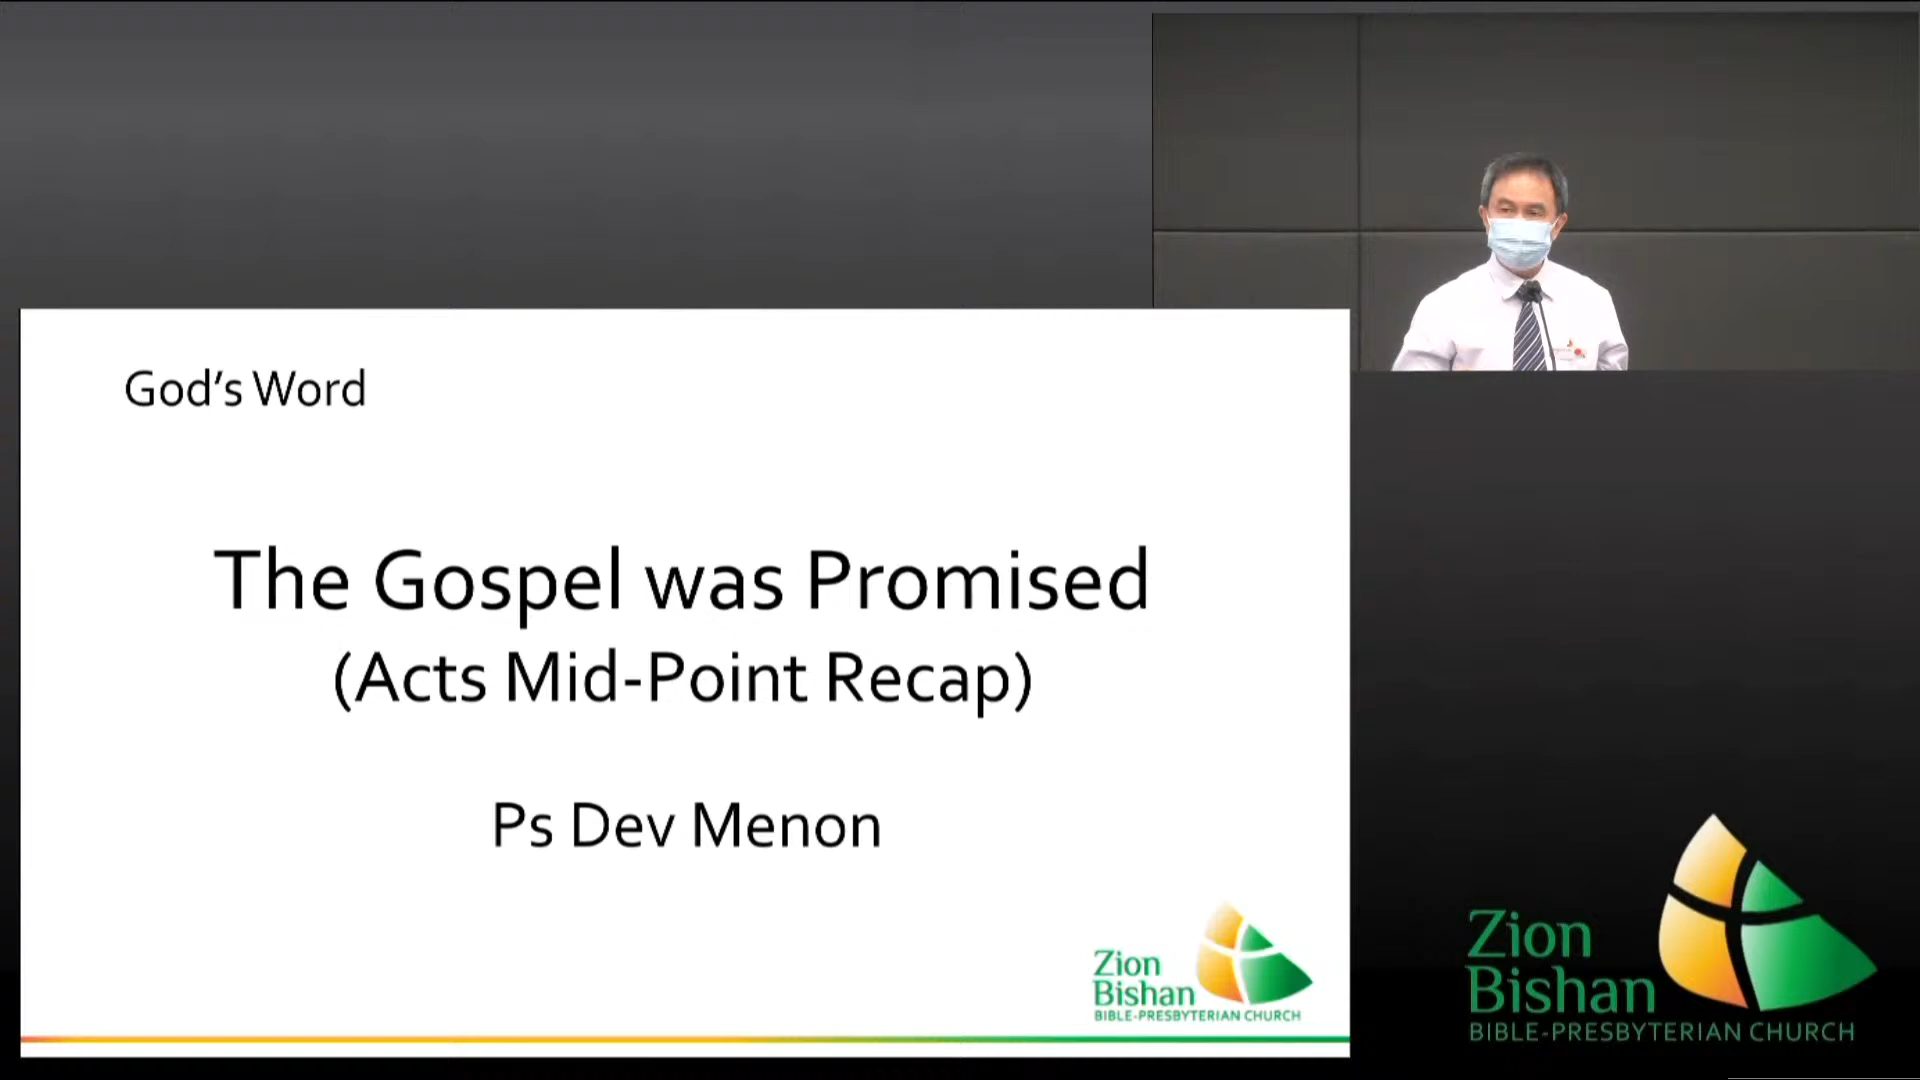 God's Word
The Gospel was Promised
(Acts Mid-Point Recap)
Ps Dev Menon
Zion
Bishan
BIBLE-PRESBYTERIAN CHURCH
Zion
Bishan
BIBLE-PRESBYTERIAN CHURCH